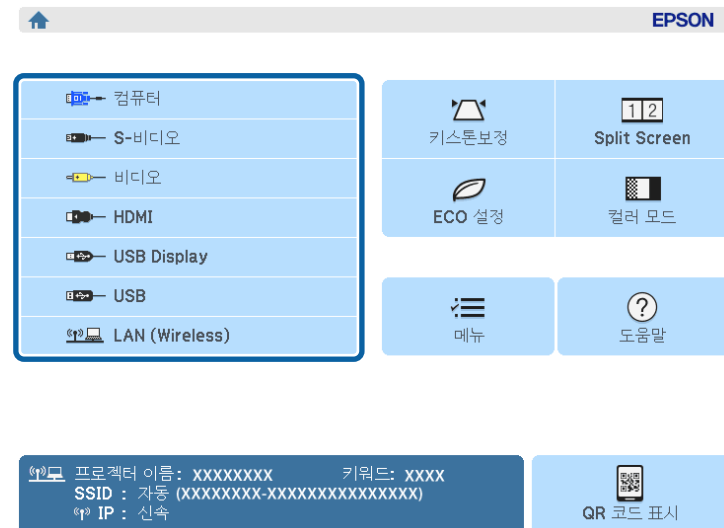 EPSON
컴퓨터
S-비디오
비디오
HDMI
USB Display
USB
LAN (Wireless)
키스톤보정
1 2
Split Screen
ECO 설정
컬러 모드
메뉴
?
도움말
프로젝터 이름: XXXXXXXX 키워드: XXXX
SSID : 자동 (XXXXXXXX-XXXXXXXXXXXXXXX)
IP : 신속
QR 코드 표시